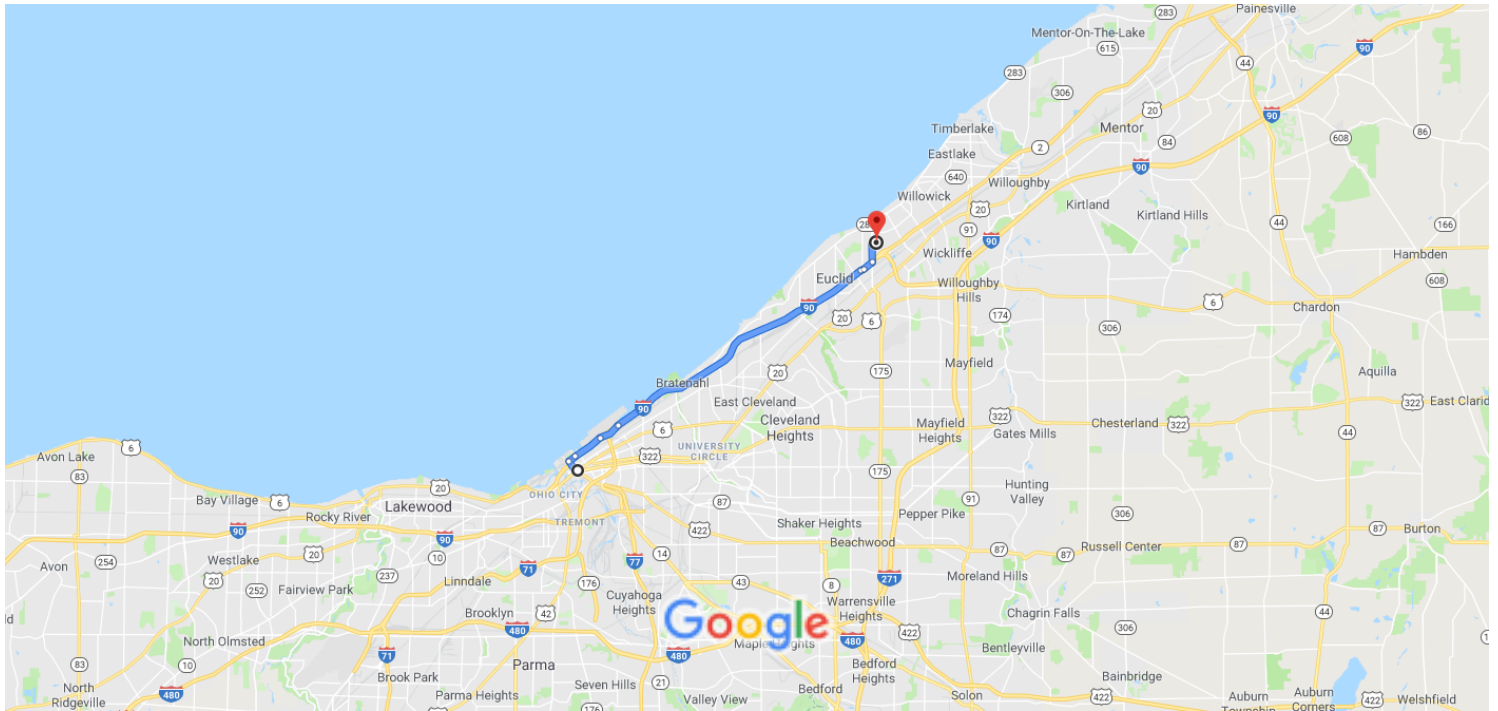 283
Painesville
Mentor-On-The-Lake
615
90
44
283
306
20
90
Mentor
608
86
Timberlake
2
84
Eastlake
90
640
Willoughby
Willowick
20
Kirtland
Kirtland Hills
44
166
28
91
90
Wickliffe
Hambden
Euclid
Willoughby
Hills
608
90
6
Chardon
20
6
174
306
Mayfield
175
20
Aquilla
Bratenahl
East Cleveland
90
322
East Clarid
Cleveland
Heights
Mayfield
Heights
322
Chesterland
322
6
Gates Mills
44
6
UNIVERSITY
CIRCLE
322
Avon Lake
83
175
20
Hunting
Valley
Bay Village
6
OHIO CITY
91
Lakewood
87
Pepper Pike
306
Rocky River
TREMONT
Shaker Heights
90
90
422
Beachwood
87
Burton
Westlake
20
10
14
87
Russell Center
87
Avon
254
77
71
271
Moreland Hills
20
237
Linndale
176
43
8
252
Fairview Park
Cuyahoga
Heights
Warrensville
Heights
Chagrin Falls
44
Brooklyn
42
Google
306
480
422
North Olmsted
Maple Heights
480
Bentleyville
83
10
71
480
Parma
Bedford
Heights
Bainbridge
Brook Park
21
North
Ridgeville
480
Parma Heights
Seven Hills
Bedford
Solon
422
Auburn
Township
Auburn
Corners
422
Welshfield
176
Valley View